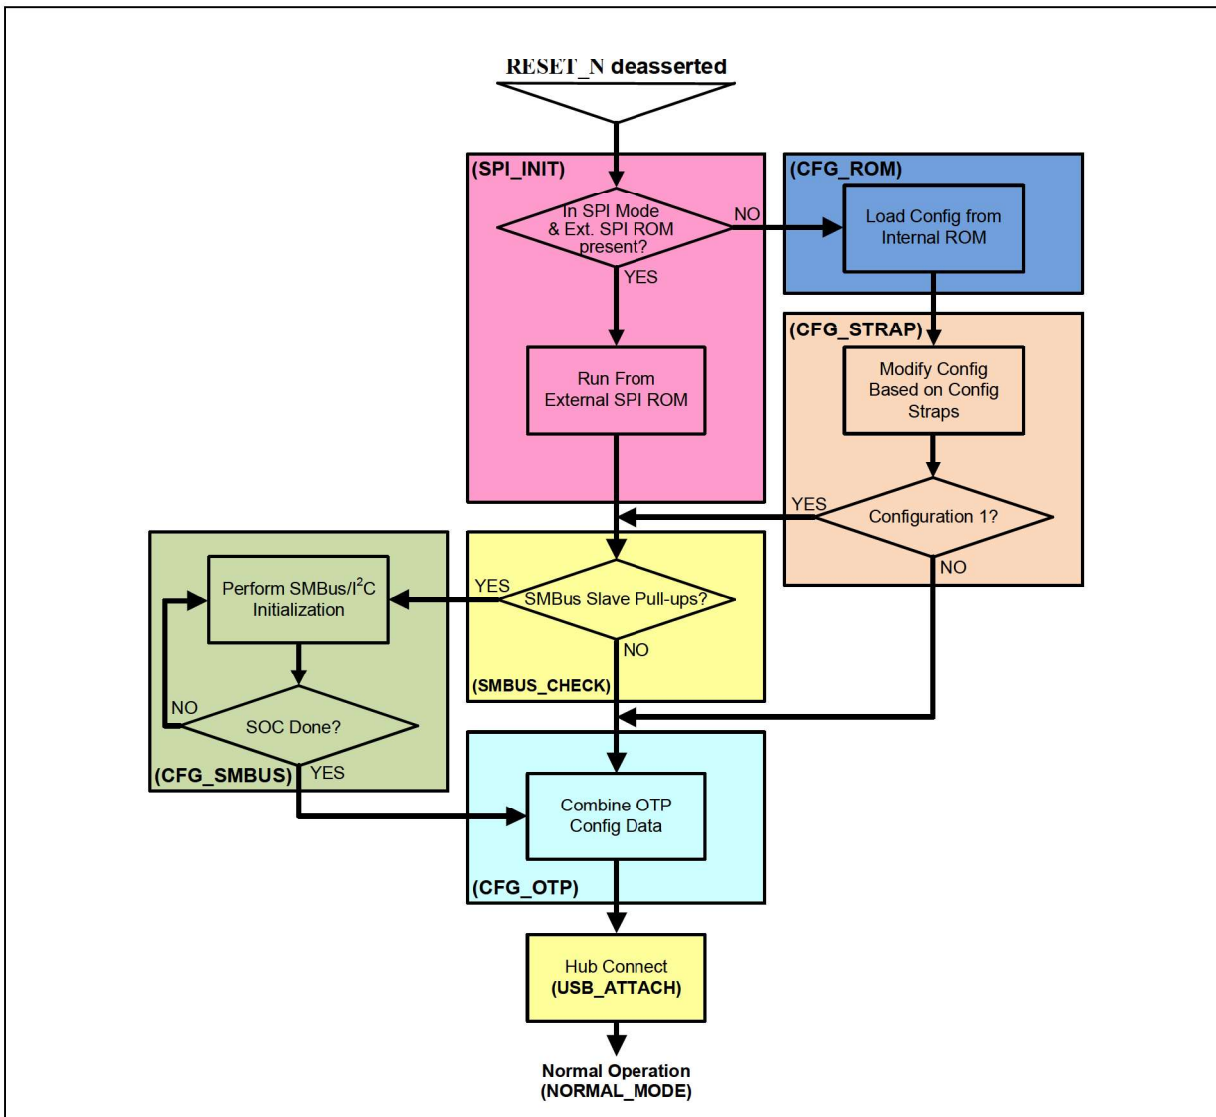 RESET_N deasserted
(SPI_INIT)
In SPI Mode
& Ext. SPI ROM
present?
NO
YES
Run From
External SPI ROM
(CFG_ROM)
Load Config from
Internal ROM
(CFG_STRAP)
Modify Config
Based on Config
Straps
Configuration 1?
YES
NO
SMBus Slave Pull-ups?
YES
NO
(SMBUS_CHECK)
Perform SMBus/I²C
Initialization
SOC Done?
NO
YES
(CFG_SMBUS)
Combine OTP
Config Data
(CFG_OTP)
Hub Connect
(USB_ATTACH)
Normal Operation
(NORMAL_MODE)